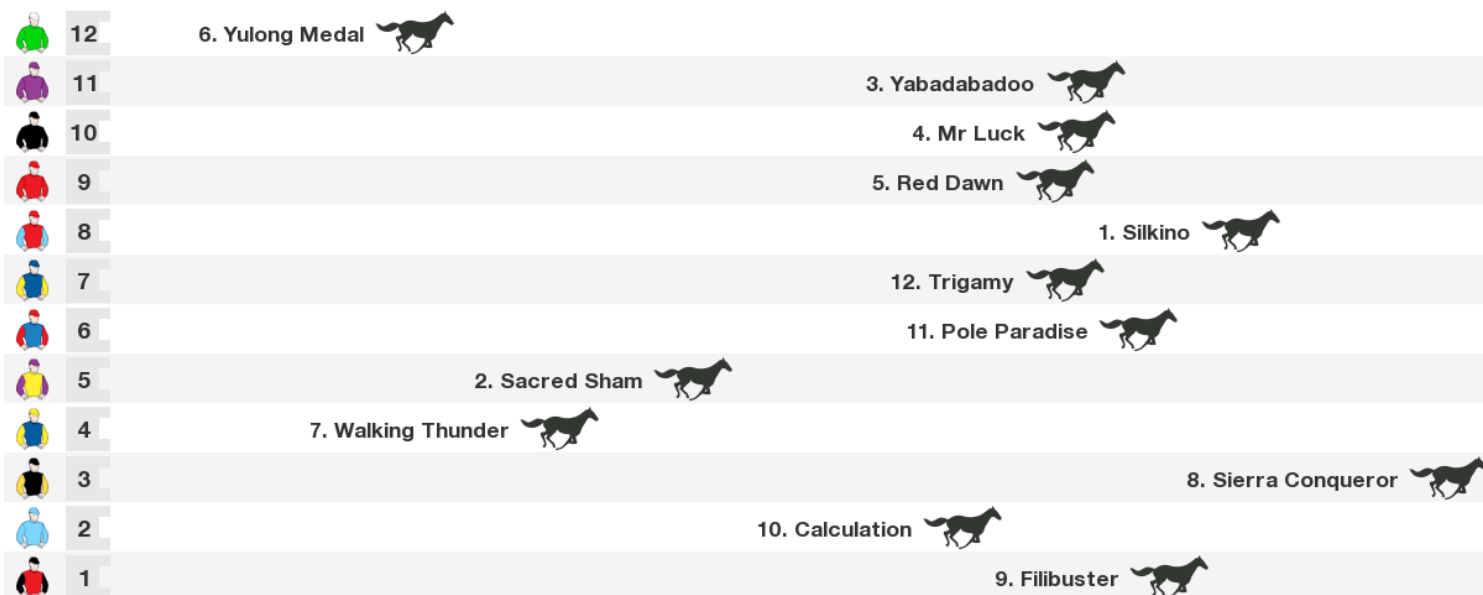 12 6. Yulong Medal
11 3. Yabadabadoo
10 4. Mr Luck
9 5. Red Dawn
8 1. Silkino
7 12. Trigamy
6 11. Pole Paradise
5 2. Sacred Sham
4 7. Walking Thunder
3 8. Sierra Conqueror
2 10. Calculation
1 9. Filibuster